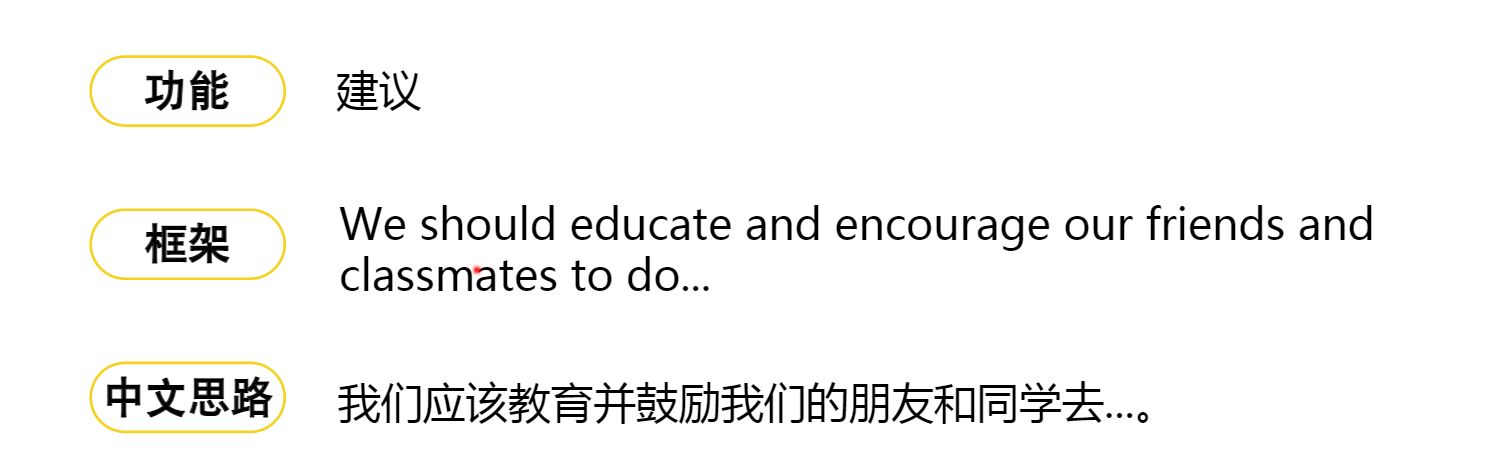 功能 建议
框架 We should educate and encourage our friends and
classmates to do...
中文思路 我们应该教育并鼓励我们的朋友和同学去...。